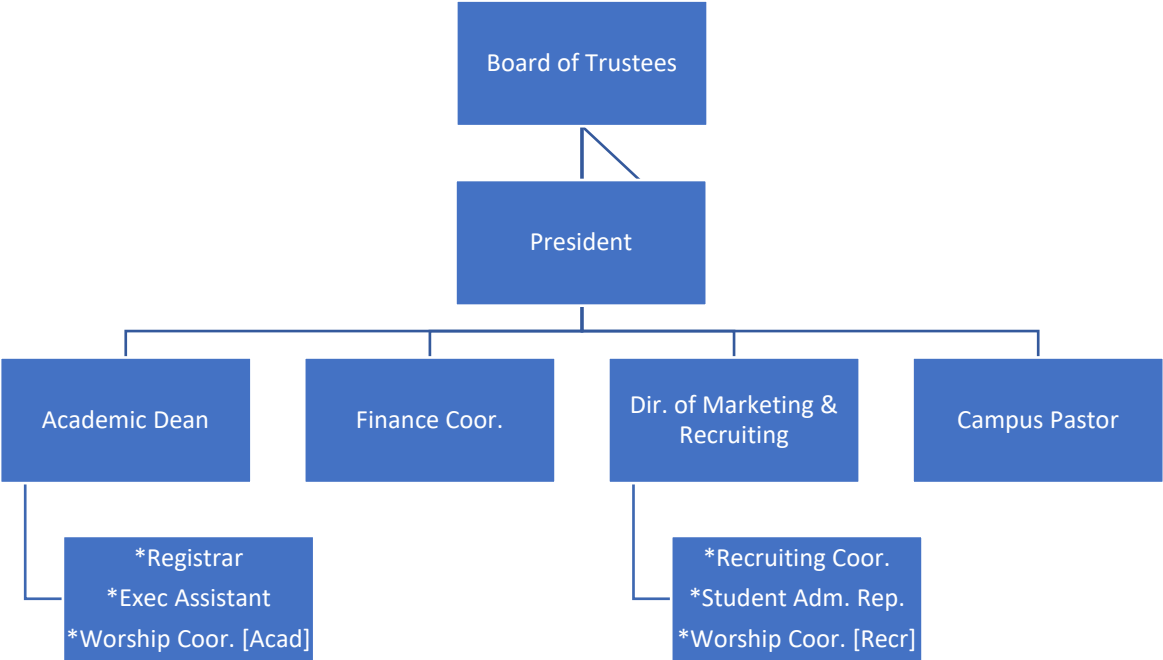 Board of Trustees
President
Academic Dean
Finance Coor.
Dir. of Marketing &
Recruiting
Campus Pastor
*Registrar
*Exec Assistant
*Worship Coor. [Acad]
*Recruiting Coor.
*Student Adm. Rep.
*Worship Coor. [Recr]